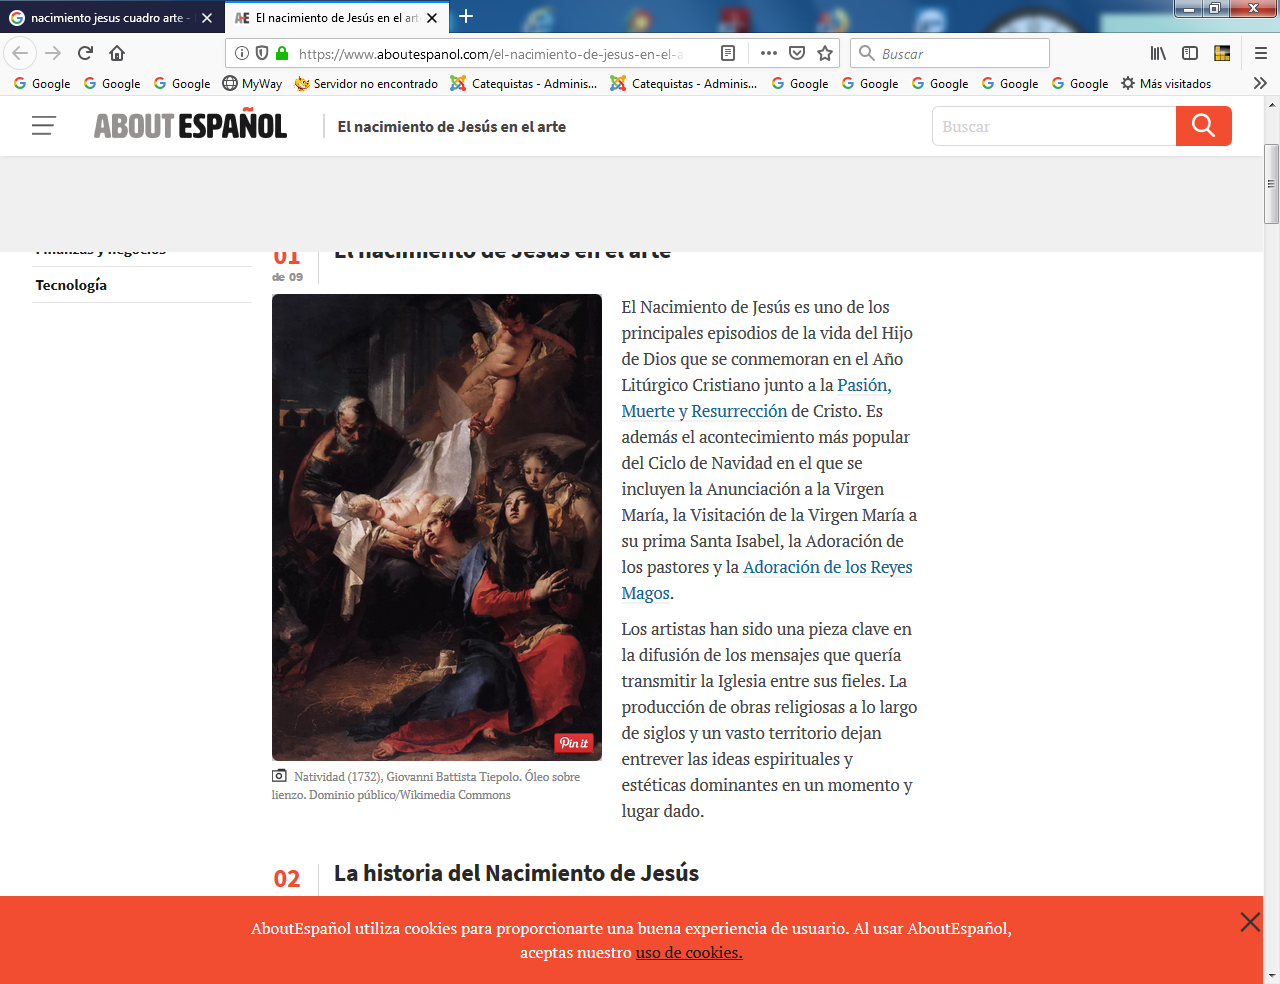 nacimiento jesus cuadro arte -
El nacimiento de Jesús en el arte
https://www.aboutespanol.com/el-nacimiento-de-jesus-en-el-a
Buscar
Google
Google
Google
MyWay
Servidor no encontrado
Catequistas - Adminis...
Catequistas - Adminis...
Google
Google
Google
Google
Google
Más visitados
ABOUT ESPAÑOL
El nacimiento de Jesús en el arte
Buscar
Finanzas y negocios
Tecnología
01
de 09
El nacimiento de Jesús en el arte
El Nacimiento de Jesús es uno de los
principales episodios de la vida del Hijo
de Dios que se conmemoran en el Año
Litúrgico Cristiano junto a la Pasión,
Muerte y Resurrección de Cristo. Es
además el acontecimiento más popular
del Ciclo de Navidad en el que se
incluyen la Anunciación a la Virgen
María, la Visitación de la Virgen María a
su prima Santa Isabel, la Adoración de
los pastores y la Adoración de los Reyes
Magos.
Los artistas han sido una pieza clave en
la difusión de los mensajes que quería
transmitir la Iglesia entre sus fieles. La
producción de obras religiosas a lo largo
de siglos y un vasto territorio dejan
entrever las ideas espirituales y
estéticas dominantes en un momento y
lugar dado.
Pin it
Natividad (1732), Giovanni Battista Tiepolo. Óleo sobre
lienzo. Dominio público/Wikimedia Commons
02
La historia del Nacimiento de Jesús
AboutEspañol utiliza cookies para proporcionarte una buena experiencia de usuario. Al usar AboutEspañol,
aceptas nuestro uso de cookies.